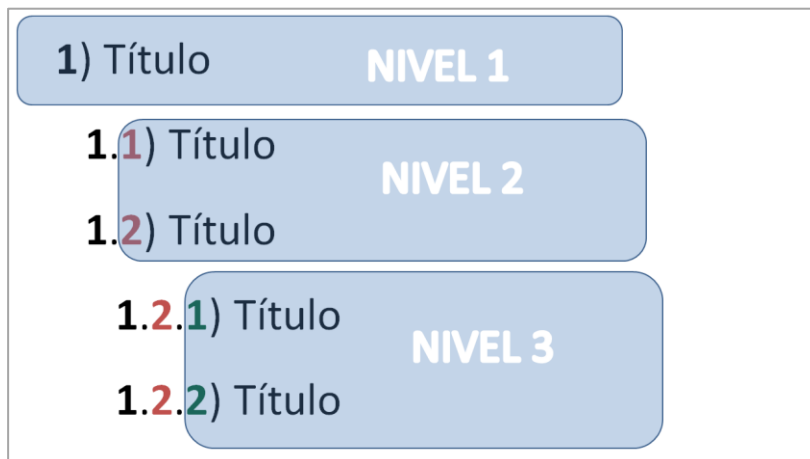 1) Título NIVEL 1
1.1) Título
NIVEL 2
1.2) Título
1.2.1) Título
NIVEL 3
1.2.2) Título